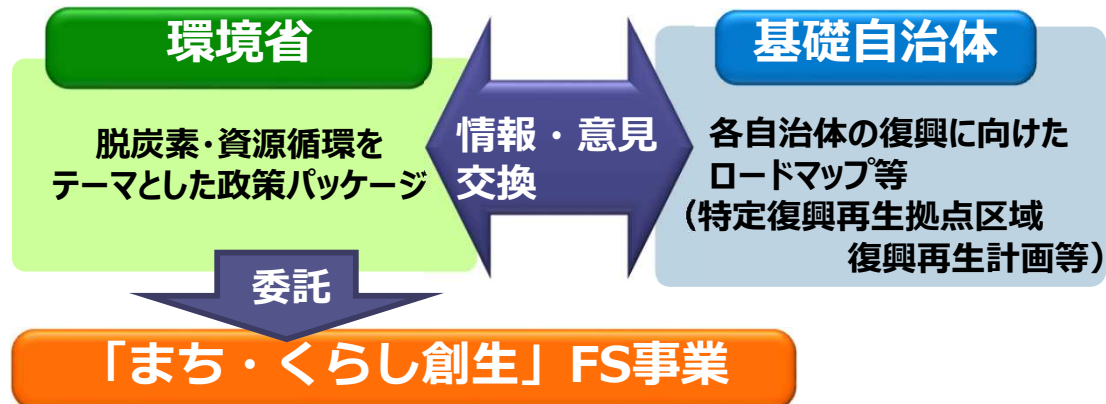 環境省
脱炭素･資源循環を
テーマとした政策パッケージ
情報・意見
交換
基礎自治体
各自治体の復興に向けた
ロードマップ等
（特定復興再生拠点区域
復興再生計画等）
委託
「まち・くらし創生」FS事業